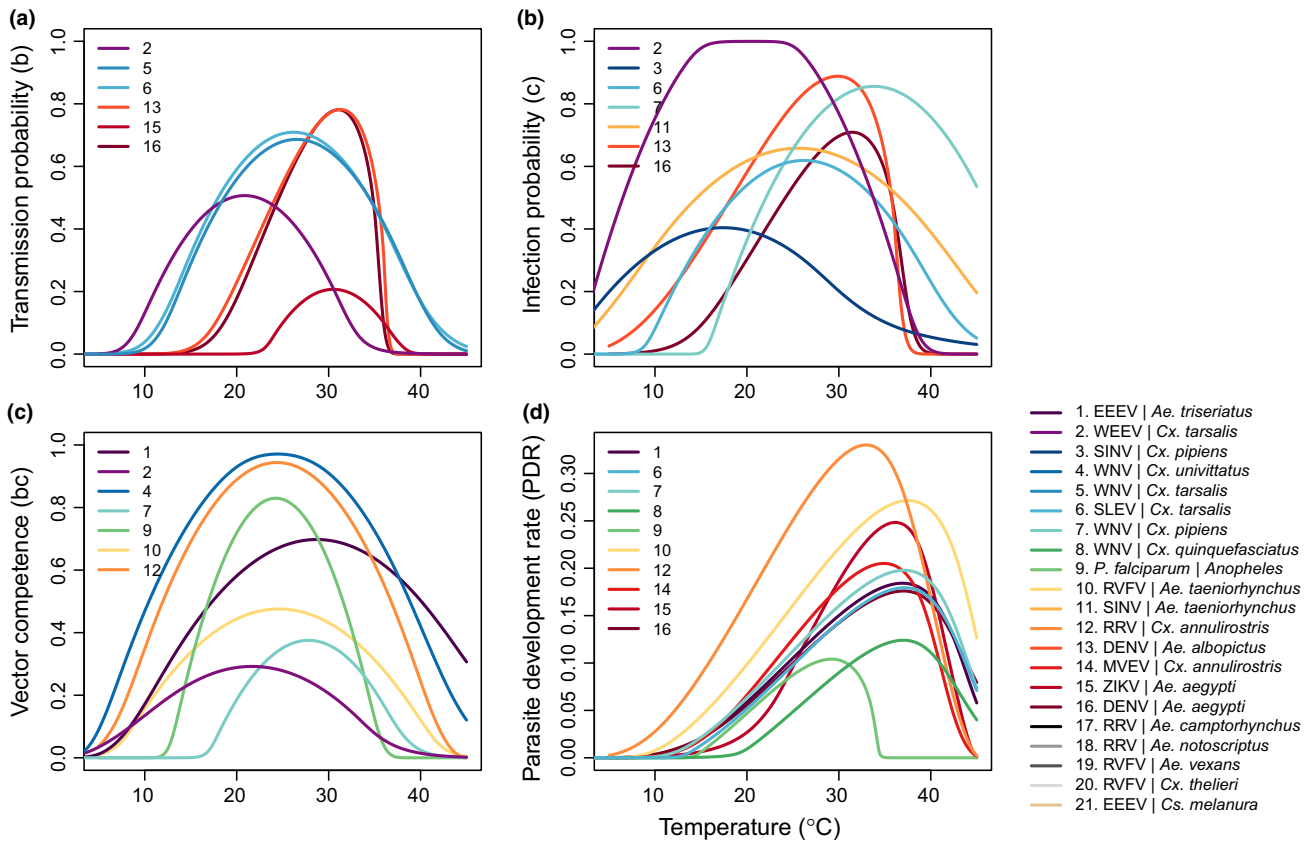 (a)
Transmission probability (b)
0.0 0.2 0.4 0.6 0.8 1.0
2
5
6
13
15
16
10 20 30 40
(b)
Infection probability (c)
0.0 0.2 0.4 0.6 0.8 1.0
2
3
6
7
11
13
16
10 20 30 40
(c)
Vector competence (bc)
0.0 0.2 0.4 0.6 0.8 1.0
1
2
4
7
9
10
12
10 20 30 40
(d)
Parasite development rate (PDR)
0.00 0.05 0.10 0.15 0.20 0.25 0.30
1
6
7
8
9
10
12
14
15
16
10 20 30 40
Temperature (°C)
1. EEEV | Ae. triseriatus
2. WEEV | Cx. tarsalis
3. SINV | Cx. pipiens
4. WNV | Cx. univittatus
5. WNV | Cx. tarsalis
6. SLEV | Cx. tarsalis
7. WNV | Cx. pipiens
8. WNV | Cx. quinquefasciatus
9. P. falciparum | Anopheles
10. RVFV | Ae. taeniorhynchus
11. SINV | Ae. taeniorhynchus
12. RRV | Cx. annulirostris
13. DENV | Ae. albopictus
14. MVEV | Cx. annulirostris
15. ZIKV | Ae. aegypti
16. DENV | Ae. aegypti
17. RRV | Ae. camptorhynchus
18. RRV | Ae. notoscriptus
19. RVFV | Ae. vexans
20. RVFV | Cx. thelieri
21. EEEV | Cs. melanura